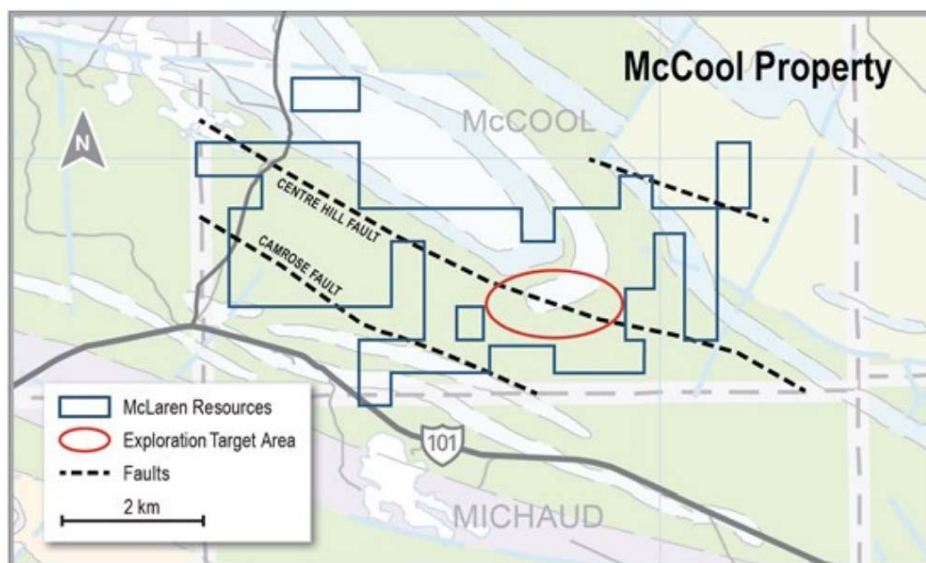 McCool Property
McCOOL
N
CENTRE HILL FAULT
CAMROSE FAULT
McLaren Resources
Exploration Target Area
Faults
2 km
101
MICHAUD